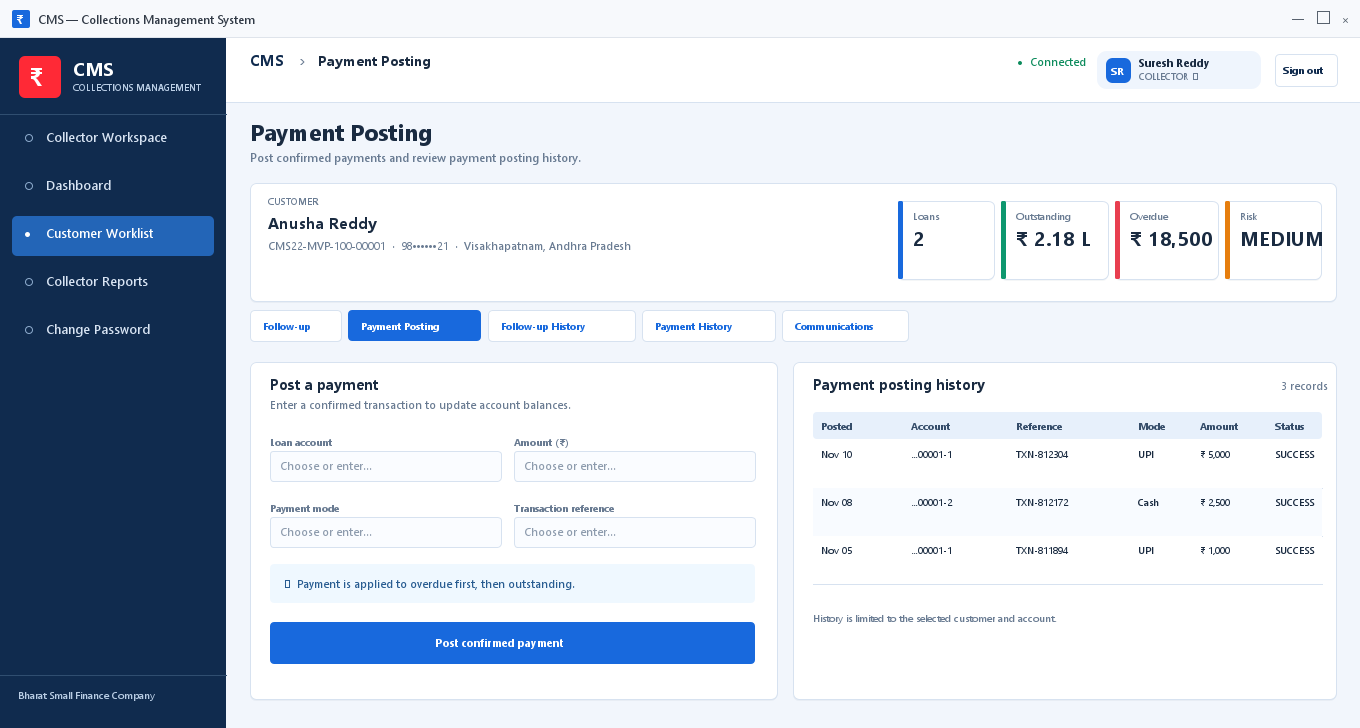 ₹ CMS — Collections Management System
₹ CMS
COLLECTIONS MANAGEMENT
Collector Workspace
Dashboard
Customer Worklist
Collector Reports
Change Password
Bharat Small Finance Company
CMS › Payment Posting
• Connected
SR Suresh Reddy
COLLECTOR
Sign out
Payment Posting
Post confirmed payments and review payment posting history.
CUSTOMER
Anusha Reddy
CMS22-MVP-100-00001 · 98••••••21 · Visakhapatnam, Andhra Pradesh
Loans
2
Outstanding
₹ 2.18 L
Overdue
₹ 18,500
Risk
MEDIUM
Follow-up Payment Posting Follow-up History Payment History Communications
Post a payment
Enter a confirmed transaction to update account balances.
Loan account Amount (₹)
Choose or enter... Choose or enter...
Payment mode Transaction reference
Choose or enter... Choose or enter...
Payment is applied to overdue first, then outstanding.
Post confirmed payment
Payment posting history 3 records
Posted Account Reference Mode Amount Status
Nov 10 ...00001-1 TXN-812304 UPI ₹ 5,000 SUCCESS
Nov 08 ...00001-2 TXN-812172 Cash ₹ 2,500 SUCCESS
Nov 05 ...00001-1 TXN-811894 UPI ₹ 1,000 SUCCESS
History is limited to the selected customer and account.